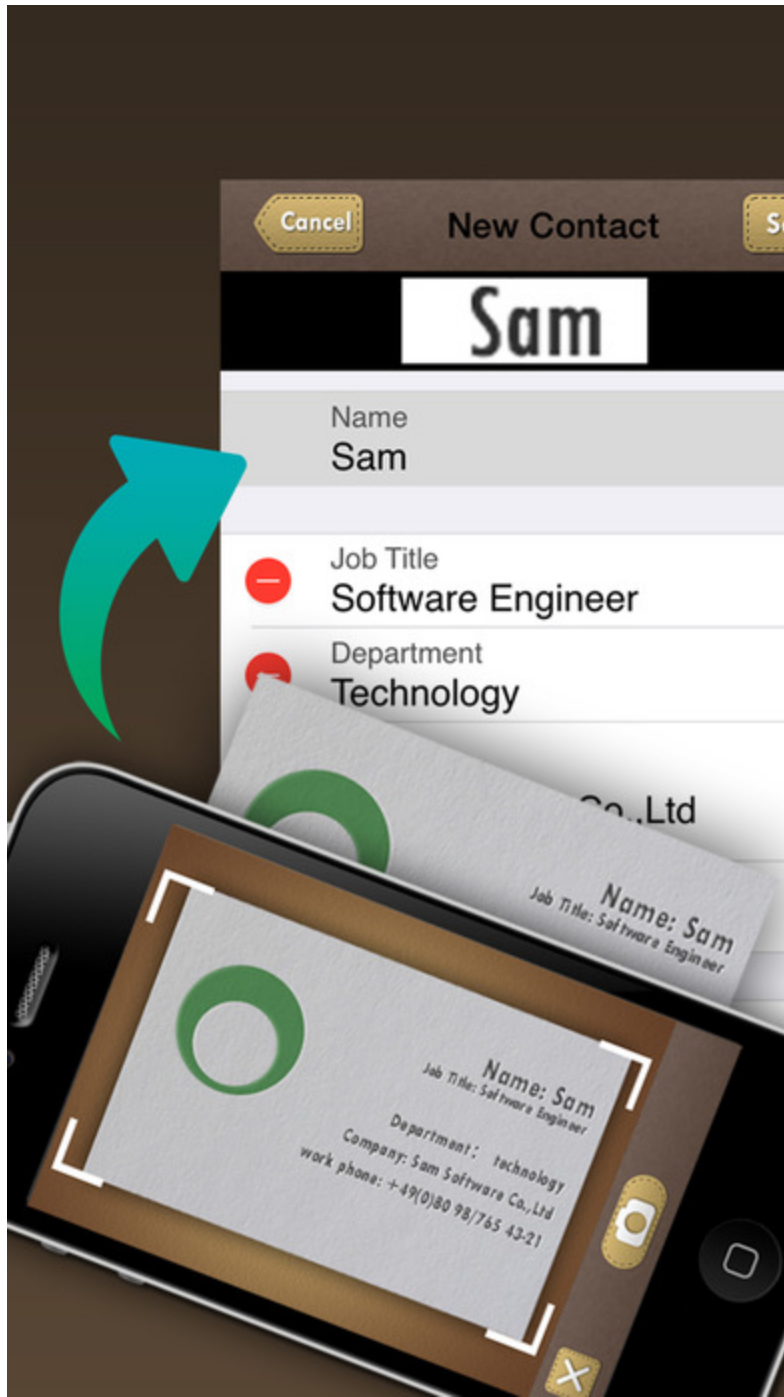 Cancel
New Contact
Sam
Name
Sam
Job Title
Software Engineer
Department
Technology
Co.,Ltd
Name: Sam
Job Title: Software Engineer
Name: Sam
Job Title: Software Engineer
Department: technology
Company: Sam Software Co.,Ltd
work phone: +49(0)80 98/765 43-21